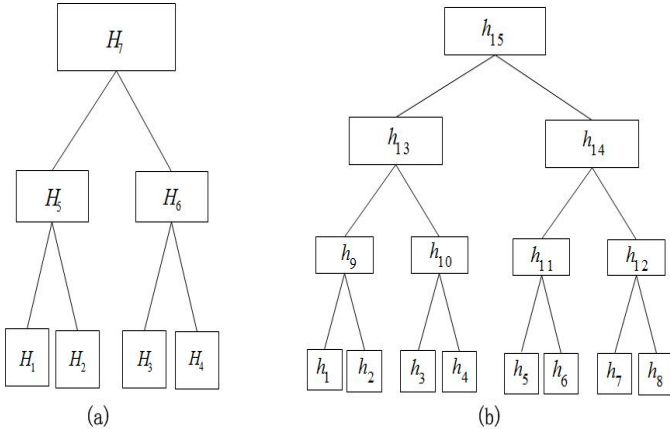 H₇
h₁₅
h₁₃ h₁₄
H₅ H₆
h₉ h₁₀ h₁₁ h₁₂
H₁ H₂ H₃ H₄
h₁ h₂ h₃ h₄ h₅ h₆ h₇ h₈
(a) (b)